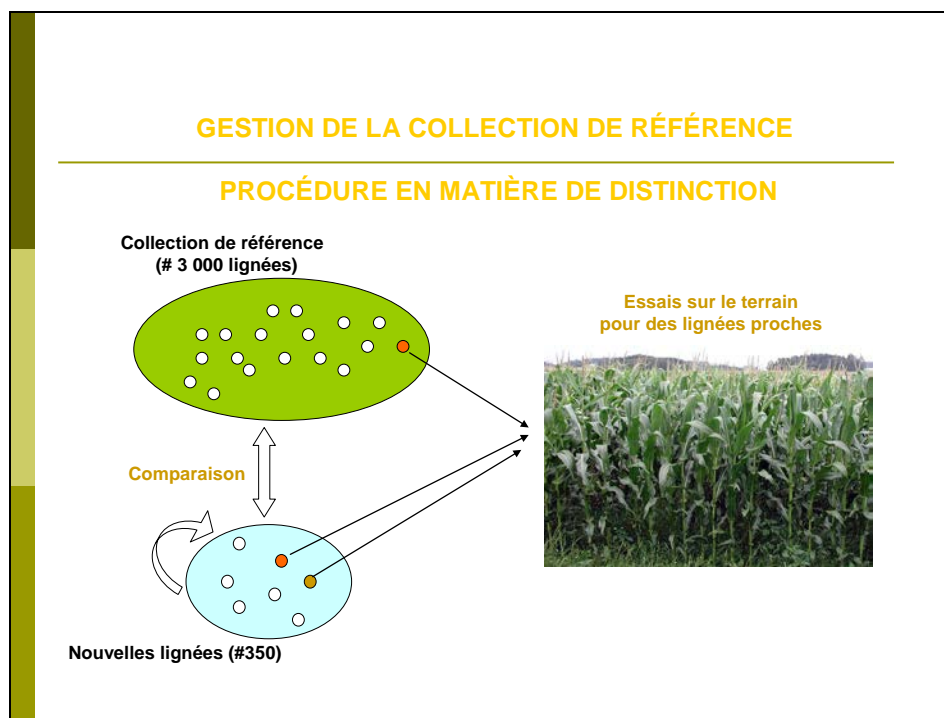 GESTION DE LA COLLECTION DE RÉFÉRENCE
PROCÉDURE EN MATIÈRE DE DISTINCTION
Collection de référence
(# 3 000 lignées)
Essais sur le terrain
pour des lignées proches
Comparaison
Nouvelles lignées (#350)